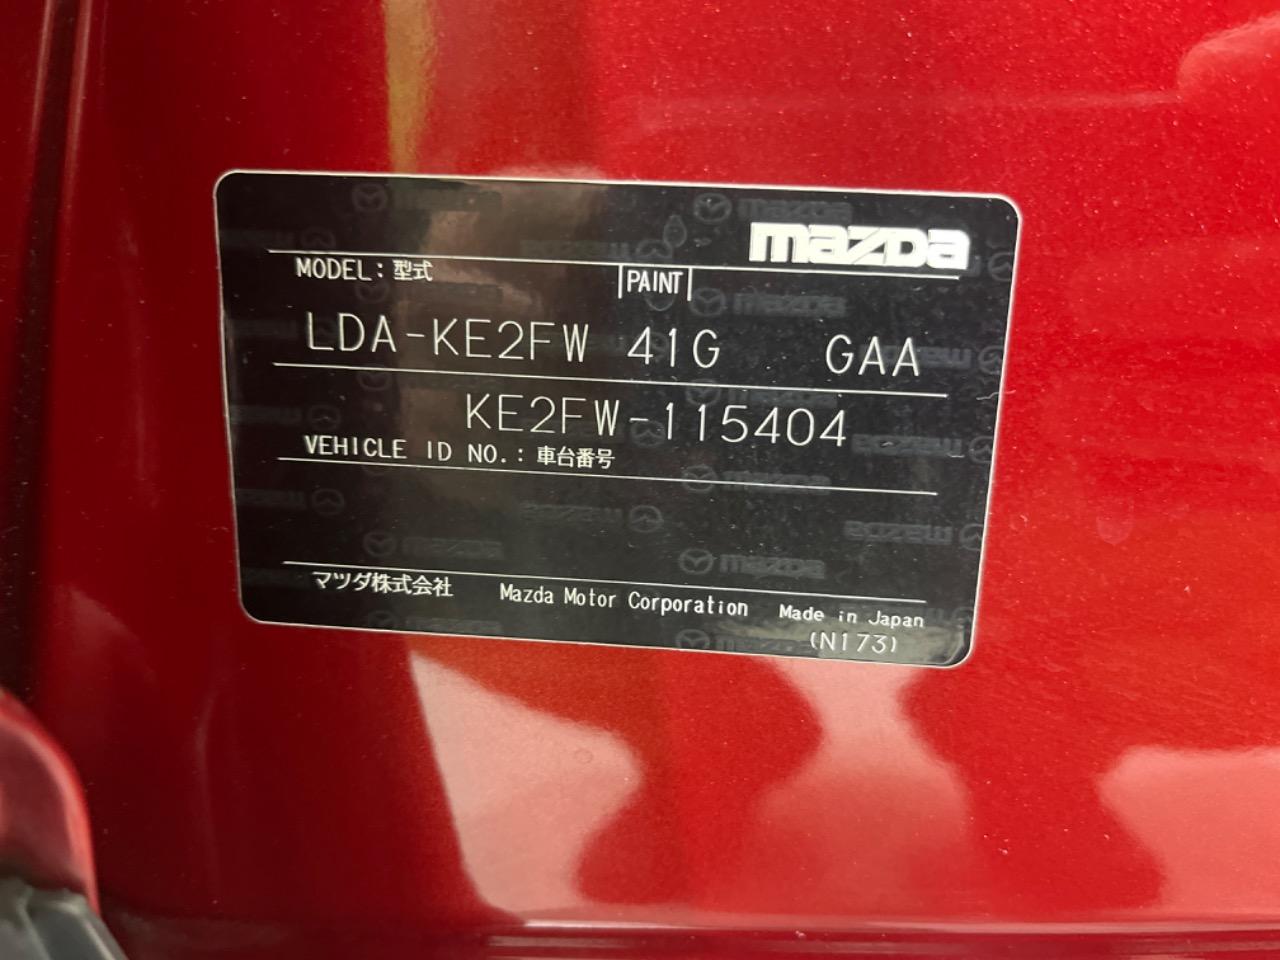 mazda
MODEL: 型式 PAINT
LDA-KE2FW 41G GAA
KE2FW-115404
VEHICLE ID NO.: 車台番号
マツダ株式会社 Mazda Motor Corporation Made in Japan
(N173)